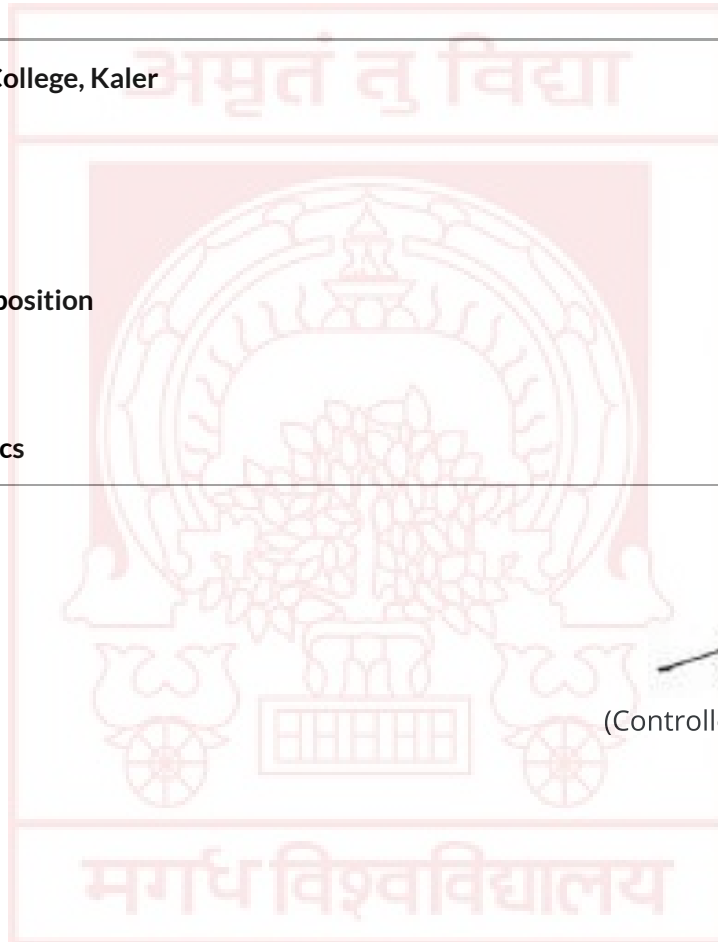 अमृतं तु विद्या
College, Kaler
position
cs
(Controll
मगध विश्वविद्यालय